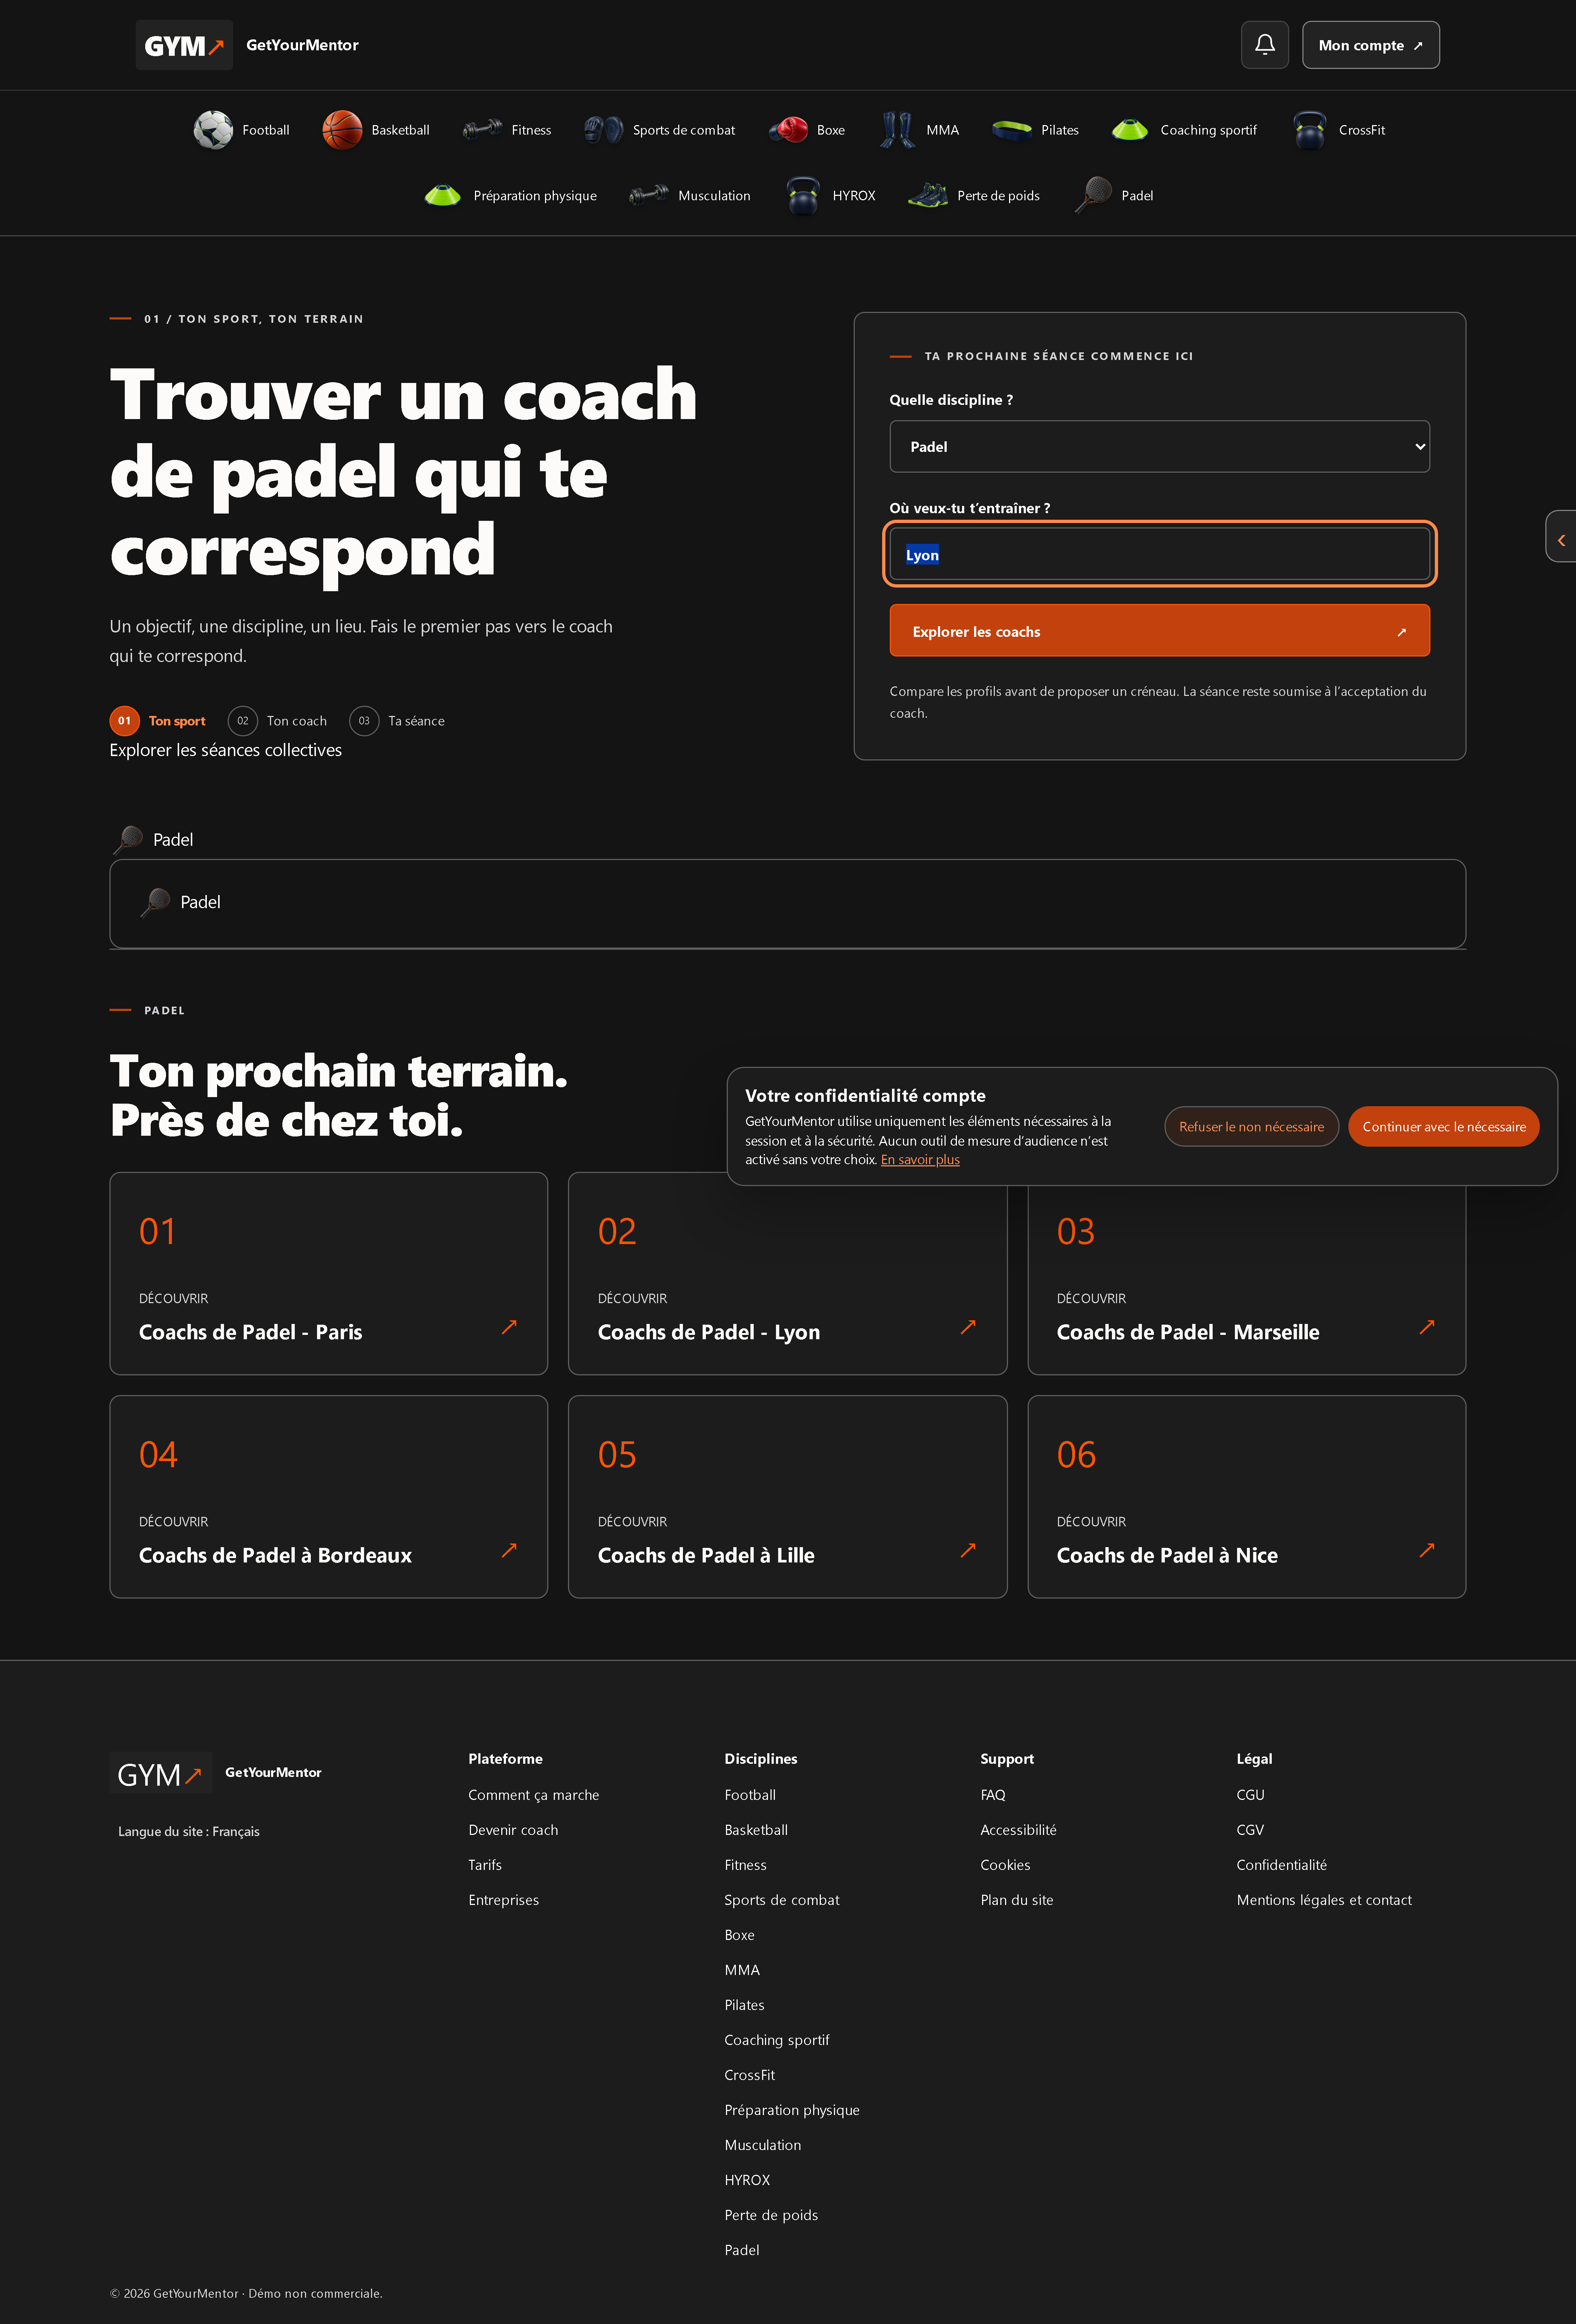 GYM↗ GetYourMentor
Mon compte ↗
Football Basketball Fitness Sports de combat Boxe MMA Pilates Coaching sportif CrossFit
Préparation physique Musculation HYROX Perte de poids Padel
01 / TON SPORT, TON TERRAIN
Trouver un coach
de padel qui te
correspond
Un objectif, une discipline, un lieu. Fais le premier pas vers le coach
qui te correspond.
01 Ton sport 02 Ton coach 03 Ta séance
Explorer les séances collectives
TA PROCHAINE SÉANCE COMMENCE ICI
Quelle discipline ?
Padel
Où veux-tu t’entraîner ?
Lyon
Explorer les coachs ↗
Compare les profils avant de proposer un créneau. La séance reste soumise à l’acceptation du
coach.
Padel
Padel
PADEL
Ton prochain terrain.
Près de chez toi.
Votre confidentialité compte
GetYourMentor utilise uniquement les éléments nécessaires à la
session et à la sécurité. Aucun outil de mesure d’audience n’est
activé sans votre choix. En savoir plus
Refuser le non nécessaire
Continuer avec le nécessaire
01
DÉCOUVRIR
Coachs de Padel - Paris ↗
02
DÉCOUVRIR
Coachs de Padel - Lyon ↗
03
DÉCOUVRIR
Coachs de Padel - Marseille ↗
04
DÉCOUVRIR
Coachs de Padel à Bordeaux ↗
05
DÉCOUVRIR
Coachs de Padel à Lille ↗
06
DÉCOUVRIR
Coachs de Padel à Nice ↗
GYM↗ GetYourMentor
Langue du site : Français
Plateforme
Comment ça marche
Devenir coach
Tarifs
Entreprises
Disciplines
Football
Basketball
Fitness
Sports de combat
Boxe
MMA
Pilates
Coaching sportif
CrossFit
Préparation physique
Musculation
HYROX
Perte de poids
Padel
Support
FAQ
Accessibilité
Cookies
Plan du site
Légal
CGU
CGV
Confidentialité
Mentions légales et contact
© 2026 GetYourMentor · Démo non commerciale.